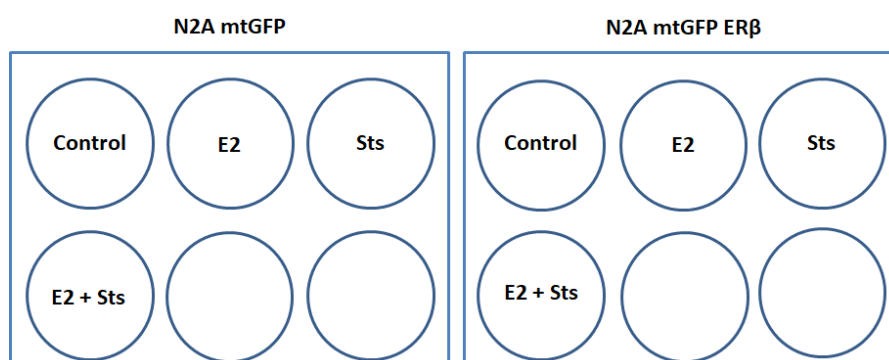 N2A mtGFP
Control
E2
Sts
E2 + Sts
N2A mtGFP ERβ
Control
E2
Sts
E2 + Sts